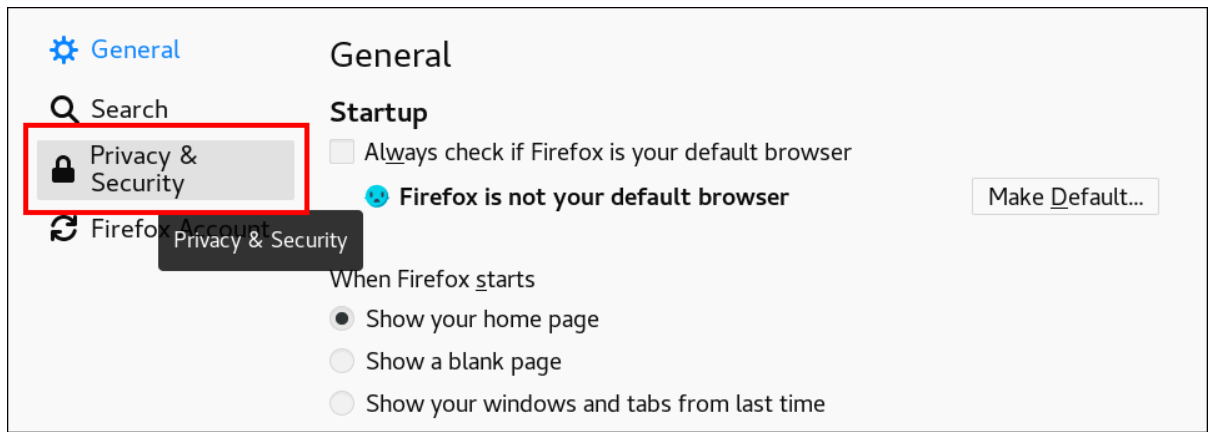 General
Search
Privacy &
Security
Firefox Account
Privacy & Security
General
Startup
Always check if Firefox is your default browser
Firefox is not your default browser
Make Default...
When Firefox starts
Show your home page
Show a blank page
Show your windows and tabs from last time